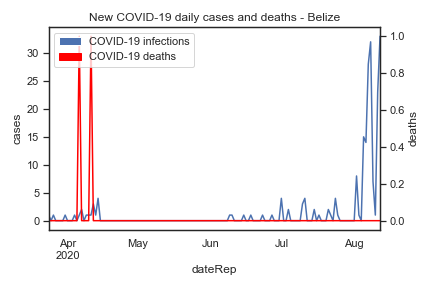 New COVID-19 daily cases and deaths - Belize
COVID-19 infections
COVID-19 deaths
30
25
20
15
10
5
0
cases
1.0
0.8
0.6
0.4
0.2
0.0
deaths
Apr
2020
May
Jun
Jul
Aug
dateRep